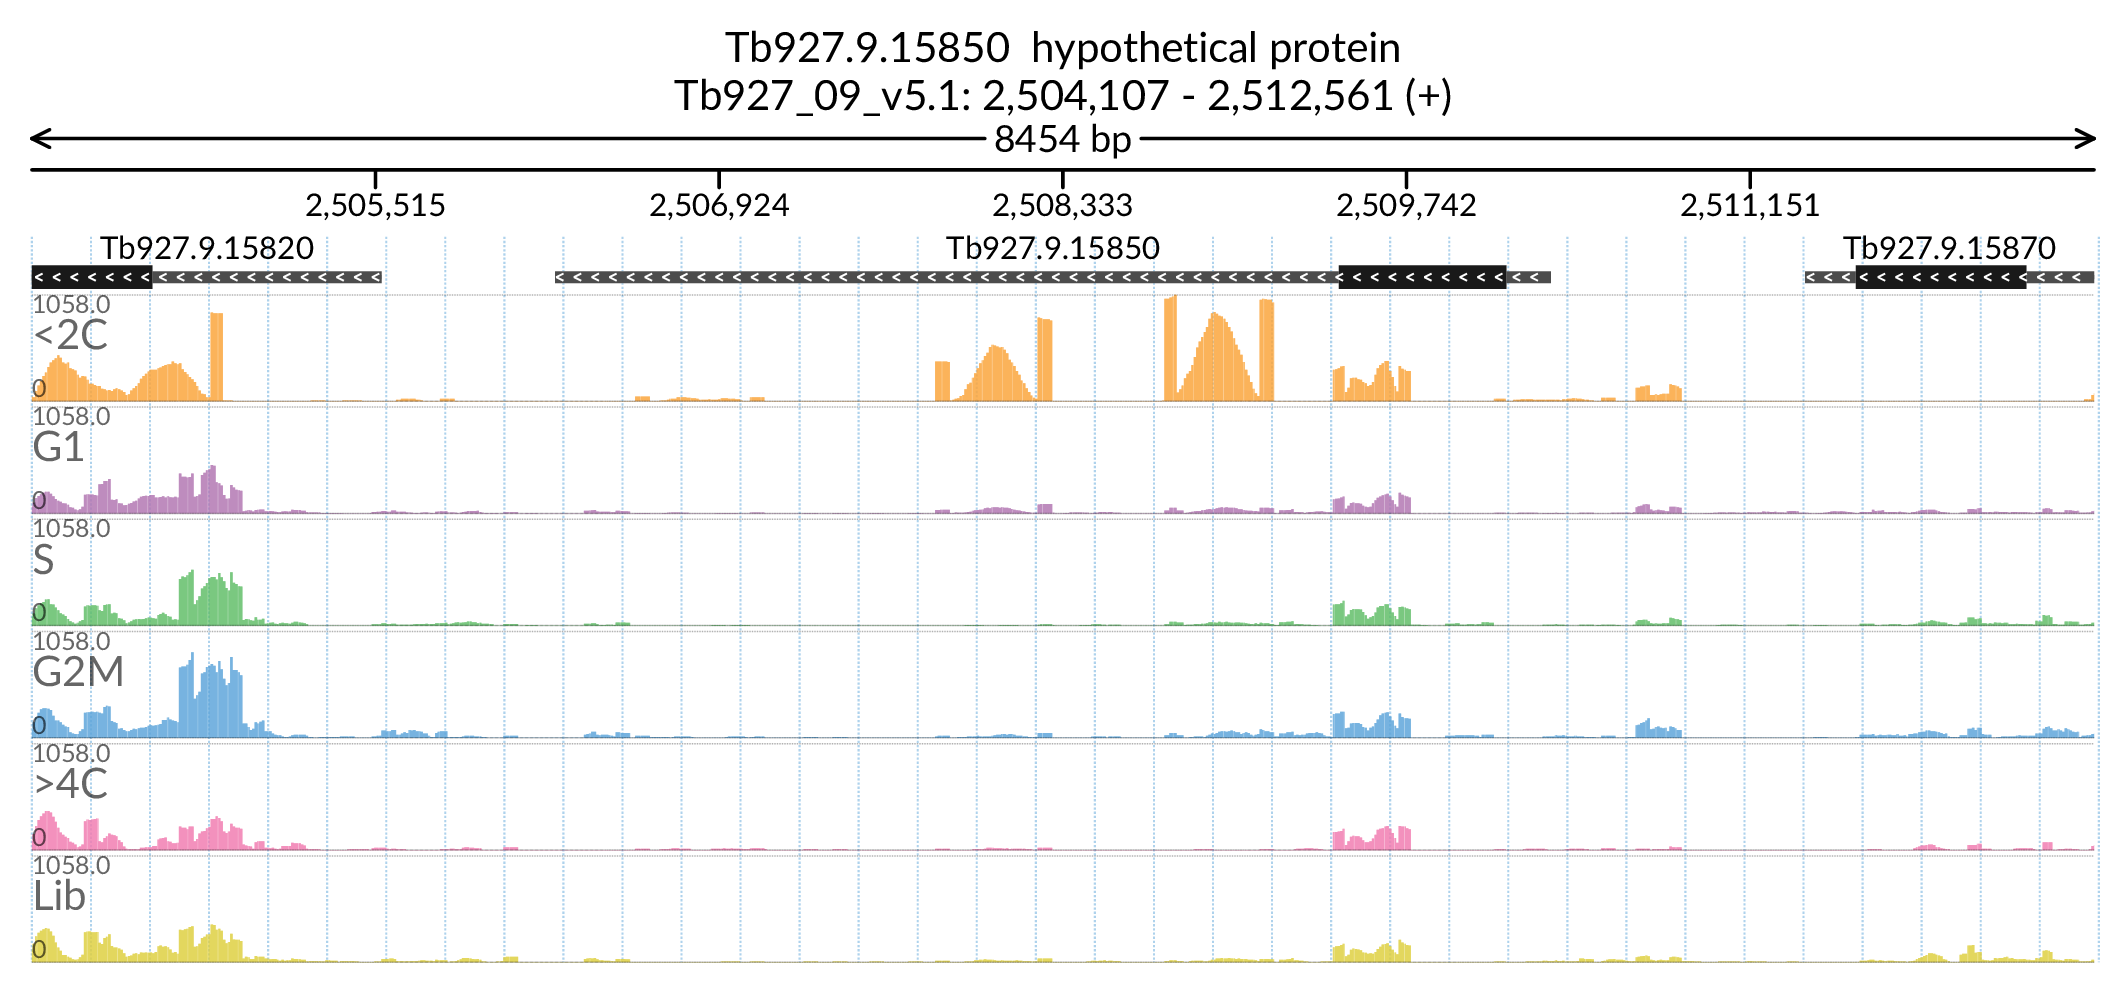 Tb927.9.15850 hypothetical protein
Tb927_09_v5.1: 2,504,107 - 2,512,561 (+)
8454 bp
2,505,515 2,506,924 2,508,333 2,509,742 2,511,151
Tb927.9.15820 Tb927.9.15850 Tb927.9.15870
1058.0
<2C
0
1058.0
G1
0
1058.0
S
0
1058.0
G2M
0
1058.0
>4C
0
1058.0
Lib
0